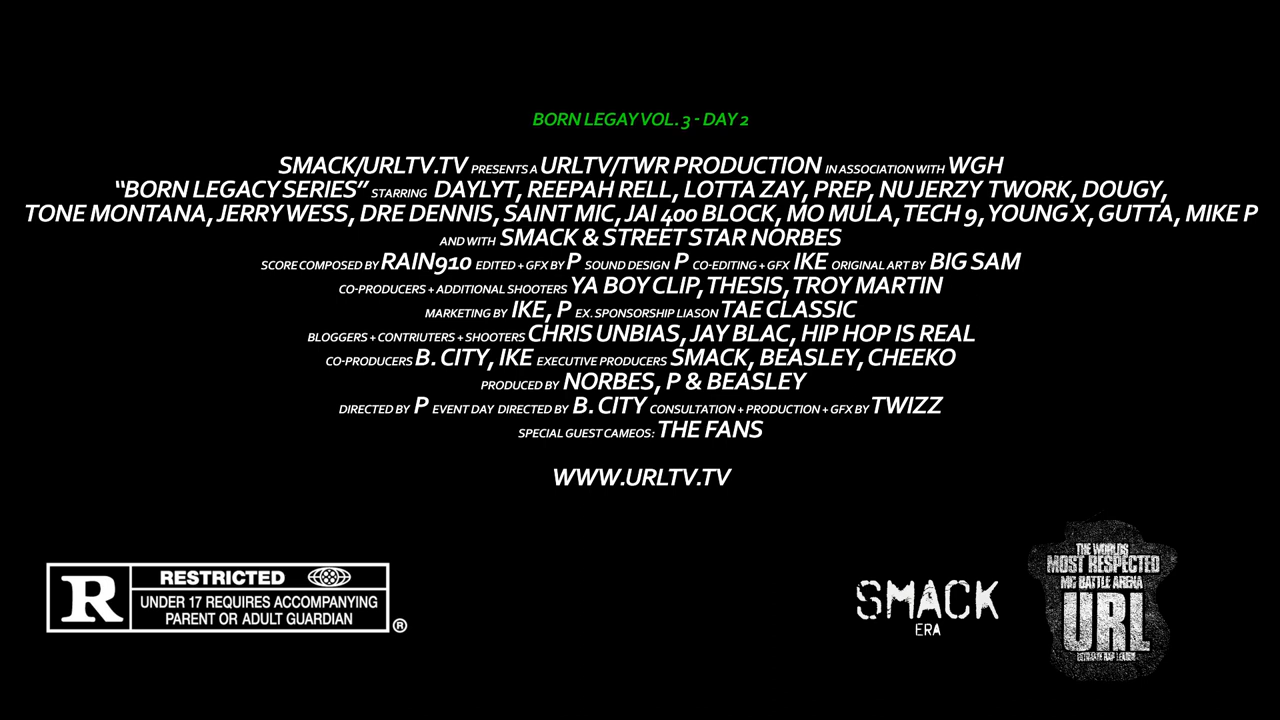 BORN LEGAY VOL. 3 - DAY 2
SMACK/URLTV.TV PRESENTS A URLTV/TWR PRODUCTION IN ASSOCIATION WITH WGH
“BORN LEGACY SERIES” STARRING DAYLYT, REEPAH RELL, LOTTA ZAY, PREP, NU JERZY TWORK, DOUGY,
TONE MONTANA, JERRY WESS, DRE DENNIS, SAINT MIC, JAI 400 BLOCK, MO MULA, TECH 9, YOUNG X, GUTTA, MIKE P
AND WITH SMACK & STREET STAR NORBES
SCORE COMPOSED BY RAIN910 EDITED + GFX BY P SOUND DESIGN P CO-EDITING + GFX IKE ORIGINAL ART BY BIG SAM
CO-PRODUCERS + ADDITIONAL SHOOTERS YA BOY CLIP, THESIS, TROY MARTIN
MARKETING BY IKE, P EX. SPONSORSHIP LIASON TAE CLASSIC
BLOGGERS + CONTRIUTERS + SHOOTERS CHRIS UNBIAS, JAY BLAC, HIP HOP IS REAL
CO-PRODUCERS B. CITY, IKE EXECUTIVE PRODUCERS SMACK, BEASLEY, CHEEKO
PRODUCED BY NORBES, P & BEASLEY
DIRECTED BY P EVENT DAY DIRECTED BY B. CITY CONSULTATION + PRODUCTION + GFX BY TWIZZ
SPECIAL GUEST CAMEOS: THE FANS
WWW.URLTV.TV
R RESTRICTED
UNDER 17 REQUIRES ACCOMPANYING
PARENT OR ADULT GUARDIAN ®
SMACK
ERA
THE WORLDS
MOST RESPECTED
MC BATTLE ARENA
URL
ULTIMATE RAP LEAGUE